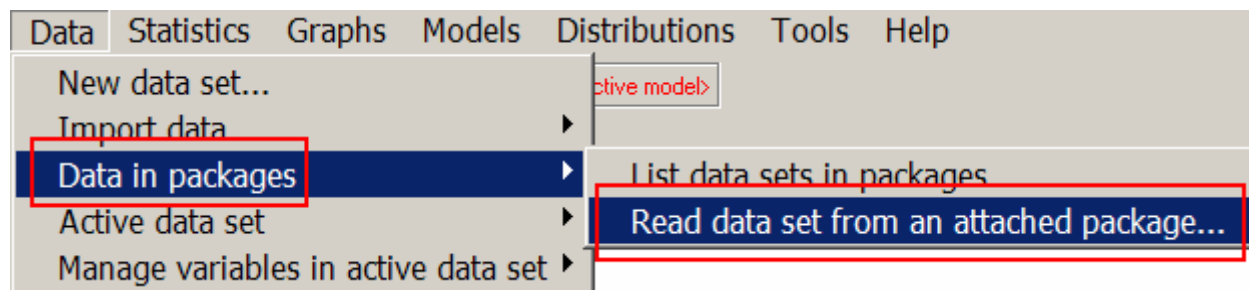 Data Statistics Graphs Models Distributions Tools Help
New data set...
ctive model>
Import data
Data in packages
List data sets in packages
Active data set
Read data set from an attached package...
Manage variables in active data set